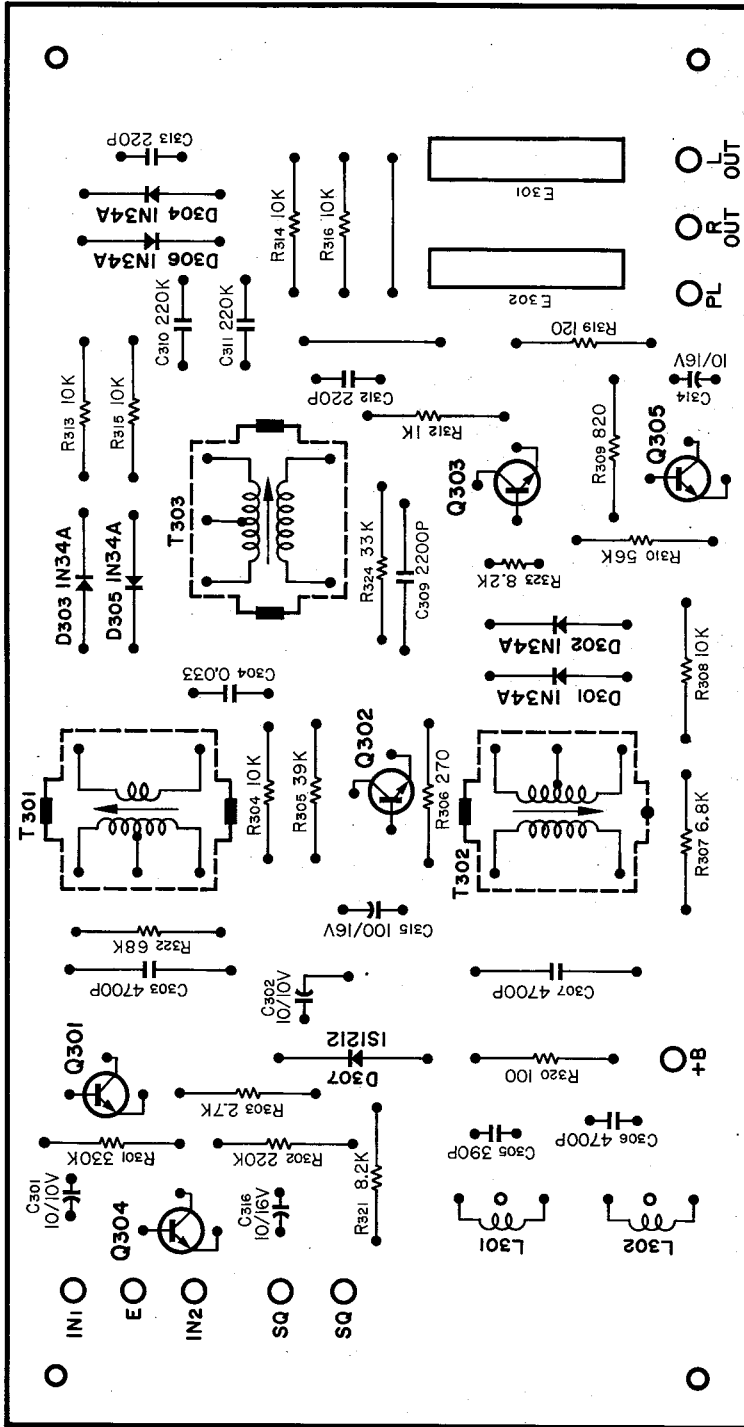 C313 220P
D304 1N34A
D306 1N34A
R314 10K
R316 10K
E301
E302
L OUT
R OUT
PL
C310 220K
C311 220K
R319 120
10/16V
C314
R313 10K
R315 10K
C312 220P
R312 1K
R309 820
Q305
T303
Q303
D303 1N34A
D305 1N34A
R324 33K
C309 2200P
R323 8.2K
R310 56K
C304 0.033
D302 1N34A
D301 1N34A
R308 10K
T301
R304 10K
R305 39K
Q302
R306 270
T302
R307 6.8K
R322 68K
C303 4700P
C315 100/16V
C302
10/10V
C307 4700P
Q301
1S1212
D307
R303 2.7K
R320 100
+B
R301 330K
R302 220K
C305 390P
C306 4700P
C301
10/10V
Q304
C316
10/16V
R321 8.2K
L301
L302
IN1
E
IN2
SQ
SQ